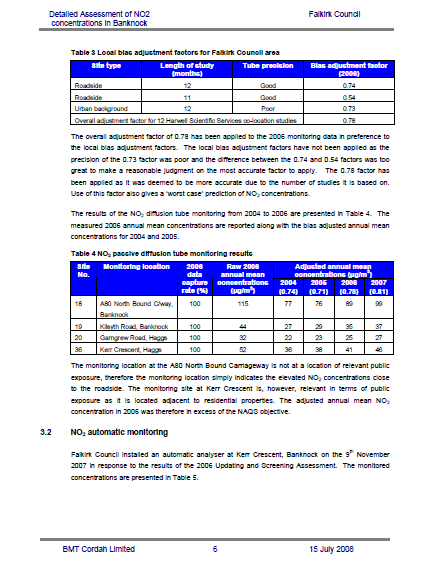 Detailed Assessment of NO2 Falkirk Council
concentrations in Banknock
Table 3 Local bias adjustment factors for Falkirk Council area
Site type Length of study Tube precision Bias adjustment factor
(months) (2006)
Roadside 12 Good 0.74
Roadside 11 Good 0.54
Urban background 12 Poor 0.73
Overall adjustment factor for 12 Harwell Scientific Services co-location studies 0.78
The overall adjustment factor of 0.78 has been applied to the 2006 monitoring data in preference to
the local bias adjustment factors. The local bias adjustment factors have not been applied as the
precision of the 0.73 factor was poor and the difference between the 0.74 and 0.54 factors was too
great to make a reasonable judgment on the most accurate factor to apply. The 0.78 factor has
been applied as it was deemed to be more accurate due to the number of studies it is based on.
Use of this factor also gives a 'worst case' prediction of NO₂ concentrations.
The results of the NO₂ diffusion tube monitoring from 2004 to 2006 are presented in Table 4. The
measured 2006 annual mean concentrations are reported along with the bias adjusted annual mean
concentrations for 2004 and 2005.
Table 4 NO₂ passive diffusion tube monitoring results
Site Monitoring location 2006 Raw 2006 Adjusted annual mean
No. data annual mean concentrations (µg/m³)
capture concentrations 2004 2005 2006 2007
rate (%) (µg/m³) (0.74) (0.71) (0.78) (0.81)
18 A80 North Bound C/way, 100 115 77 76 89 99
Banknock
19 Kilsyth Road, Banknock 100 44 27 29 35 37
20 Garngrew Road, Haggs 100 32 22 23 25 27
36 Kerr Crescent, Haggs 100 52 36 38 41 46
The monitoring location at the A80 North Bound Carriageway is not at a location of relevant public
exposure, therefore the monitoring location simply indicates the elevated NO₂ concentrations close
to the roadside. The monitoring site at Kerr Crescent is, however, relevant in terms of public
exposure as it is located adjacent to residential properties. The adjusted annual mean NO₂
concentration in 2006 was therefore in excess of the NAQS objective.
3.2 NO₂ automatic monitoring
Falkirk Council installed an automatic analyser at Kerr Crescent, Banknock on the 9th November
2007 in response to the results of the 2006 Updating and Screening Assessment. The monitored
concentrations are presented in Table 5.
BMT Cordah Limited 6 15 July 2008